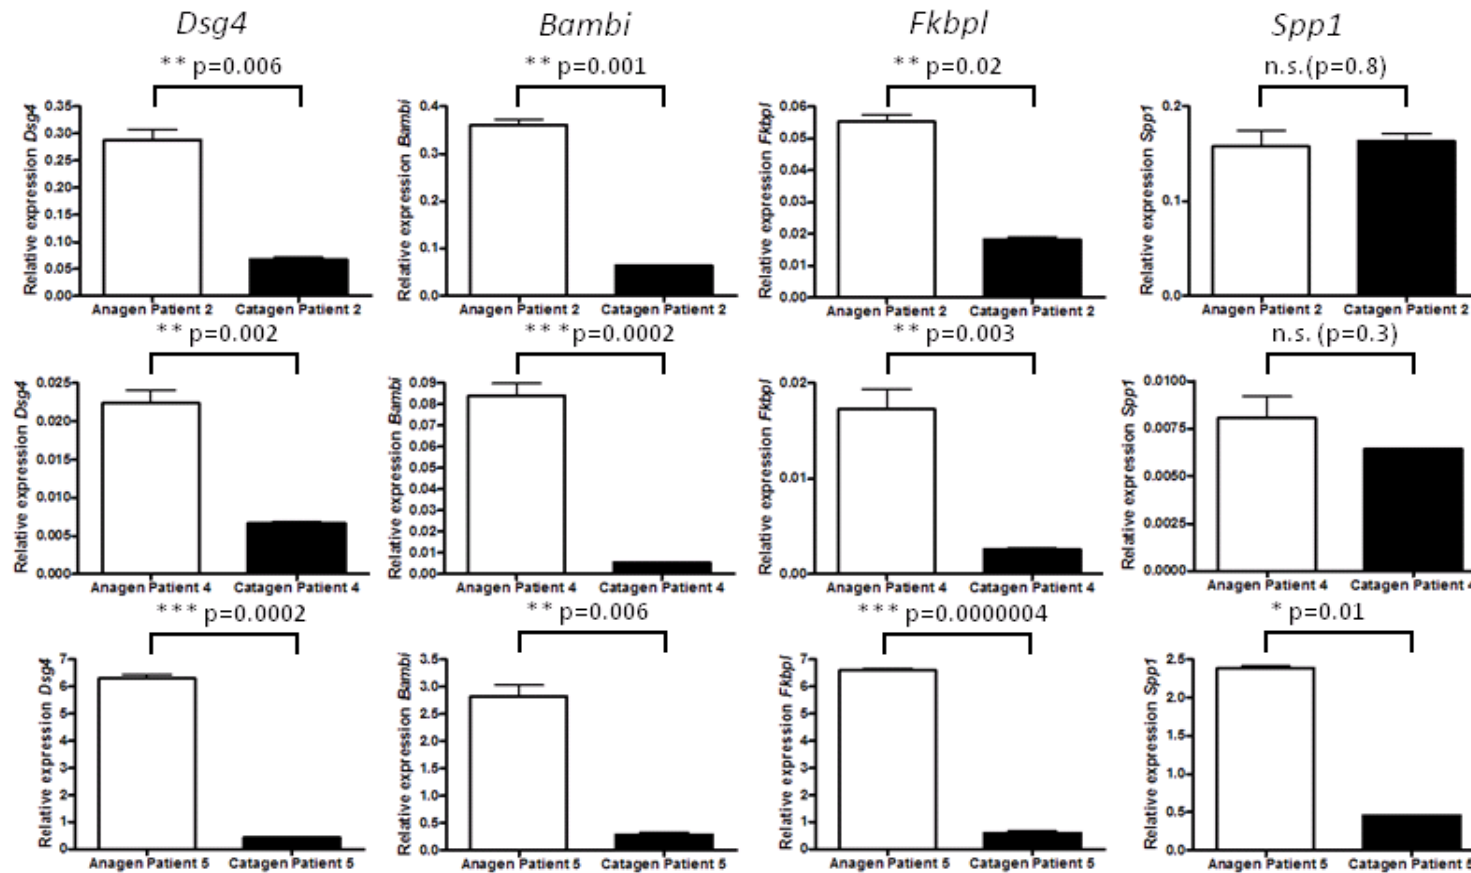 Dsg4 Bambi Fkbpl Spp1
** p=0.006 ** p=0.001 ** p=0.02 n.s.(p=0.8)
Relative expression Dsg4
0.35
0.30
0.25
0.20
0.15
0.10
0.05
0.00
Anagen Patient 2 Catagen Patient 2
Relative expression Bambi
0.4
0.3
0.2
0.1
0.0
Anagen Patient 2 Catagen Patient 2
Relative expression Fkbpl
0.06
0.05
0.04
0.03
0.02
0.01
0.00
Anagen Patient 2 Catagen Patient 2
Relative expression Spp1
0.2
0.1
0.0
Anagen Patient 2 Catagen Patient 2
** p=0.002 *** p=0.0002 ** p=0.003 n.s. (p=0.3)
Relative expression Dsg4
0.025
0.020
0.015
0.010
0.005
0.000
Anagen Patient 4 Catagen Patient 4
Relative expression Bambi
0.09
0.08
0.07
0.06
0.05
0.04
0.03
0.02
0.01
0.00
Anagen Patient 4 Catagen Patient 4
Relative expression Fkbpl
0.02
0.01
0.00
Anagen Patient 4 Catagen Patient 4
Relative expression Spp1
0.0100
0.0075
0.0050
0.0025
0.0000
Anagen Patient 4 Catagen Patient 4
*** p=0.0002 ** p=0.006 *** p=0.0000004 * p=0.01
Relative expression Dsg4
7
6
5
4
3
2
1
0
Anagen Patient 5 Catagen Patient 5
Relative expression Bambi
3.5
3.0
2.5
2.0
1.5
1.0
0.5
0.0
Anagen Patient 5 Catagen Patient 5
Relative expression Fkbpl
7
6
5
4
3
2
1
0
Anagen Patient 5 Catagen Patient 5
Relative expression Spp1
2.5
2.0
1.5
1.0
0.5
0.0
Anagen Patient 5 Catagen Patient 5